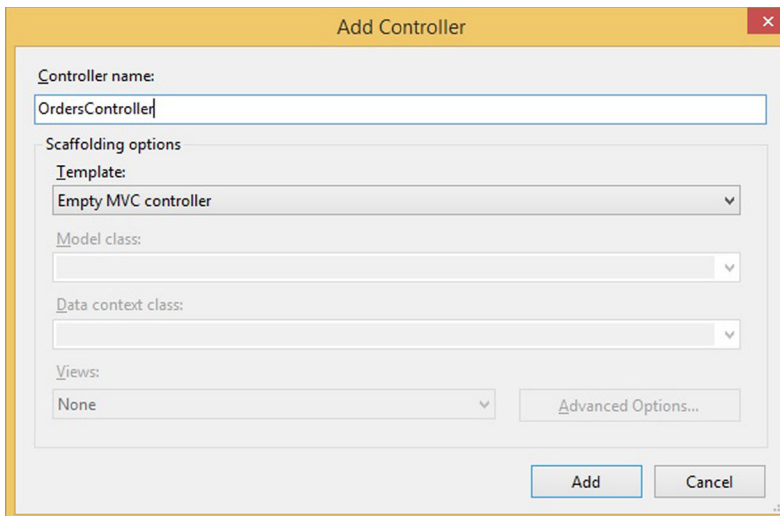 Add Controller
Controller name:
OrdersController
Scaffolding options
Template:
Empty MVC controller
Model class:
Data context class:
Views:
None
Advanced Options...
Add
Cancel